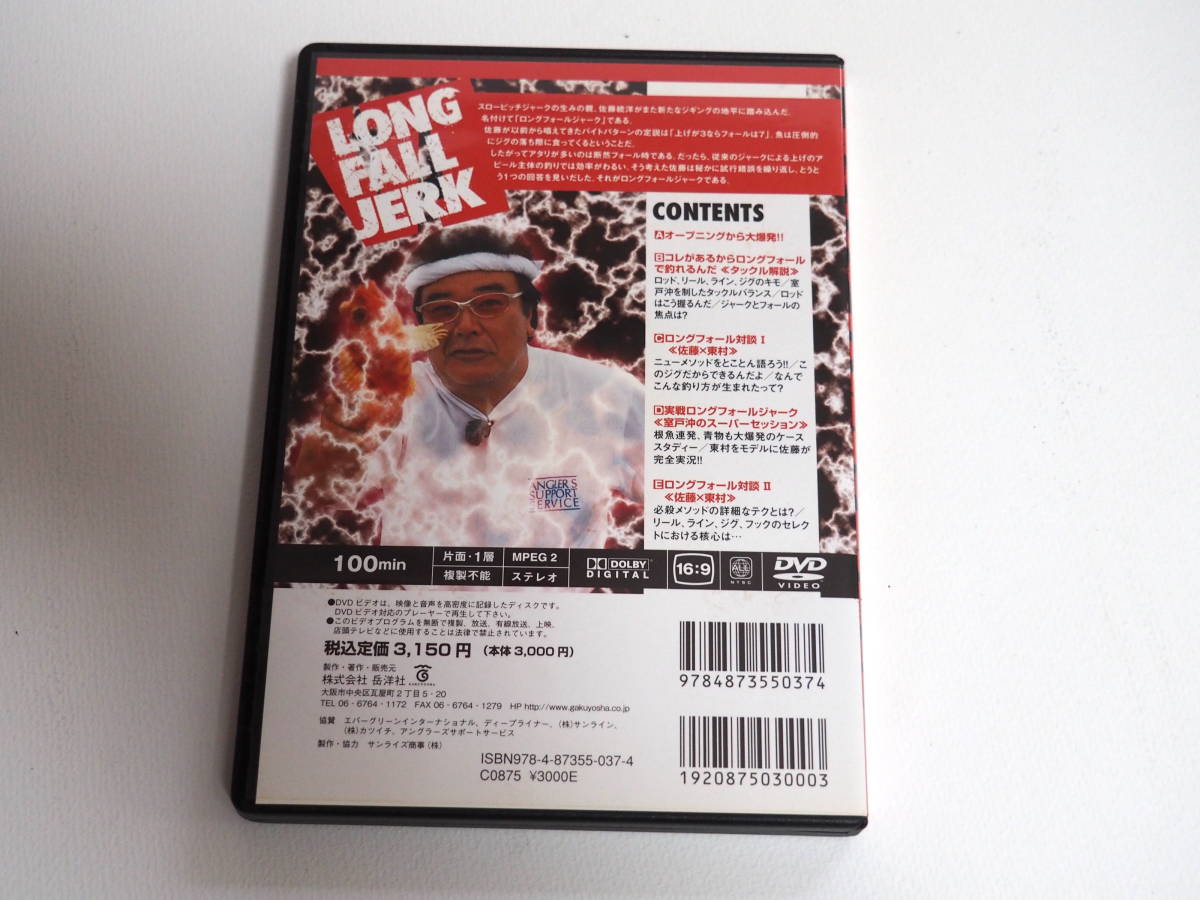 LONG
FALL
JERK
スローピッチジャークの生みの親、佐藤統洋がまた新たなジギングの地平に踏み込んだ。
名付けて「ロングフォールジャーク」である。
佐藤が以前から唱えてきたバイトパターンの定説は「上げが3ならフォールは7」。魚は圧倒的
にジグの落ち際に食ってくるということだ。
したがってアタリが多いのは断然フォール時である。だったら、従来のジャークによる上げのア
ピール主体の釣りでは効率がわるい。そう考えた佐藤は秘かに試行錯誤を繰り返し、とうと
う1つの回答を見いだした。それがロングフォールジャークである。
CONTENTS
Aオープニングから大爆発!!
Bコレがあるからロングフォール
で釣れるんだ ≪タックル解説≫
ロッド、リール、ライン、ジグのキモ／室
戸沖を制したタックルバランス／ロッド
はこう握るんだ／ジャークとフォールの
焦点は?
Cロングフォール対談 I
≪佐藤×東村≫
ニューメソッドをとことん語ろう!!／こ
のジグだからできるんだよ／なんで
こんな釣り方が生まれたって?
D実戦ロングフォールジャーク
≪室戸沖のスーパーセッション≫
根魚連発、青物も大爆発のケース
スタディー／東村をモデルに佐藤が
完全実況!!
Eロングフォール対談 II
≪佐藤×東村≫
必殺メソッドの詳細なテクとは?／
リール、ライン、ジグ、フックのセレク
トにおける核心は…
ANGLER'S
SUPPORT
SERVICE
100min
片面・1層
MPEG 2
複製不能
ステレオ
DOLBY
DIGITAL
16:9
ALL
NTSC
DVD
VIDEO
●DVDビデオは、映像と音声を高密度に記録したディスクです。
DVDビデオ対応のプレーヤーで再生して下さい。
●このビデオプログラムを無断で複製、放送、有線放送、上映、
店頭テレビなどに使用することは法律で禁止されています。
税込定価 3,150円 （本体 3,000円）
製作・著作・販売元
株式会社 岳洋社
大阪市中央区瓦屋町2丁目5-20
TEL 06-6764-1172 FAX 06-6764-1279 HP http://www.gakuyosha.co.jp
協賛 エバーグリーンインターナショナル、ディープライナー、(株)サンライン、
(株)カツイチ、アングラーズサポートサービス
製作・協力 サンライズ商事(株)
9784873550374
ISBN978-4-87355-037-4
C0875 ¥3000E
1920875030003